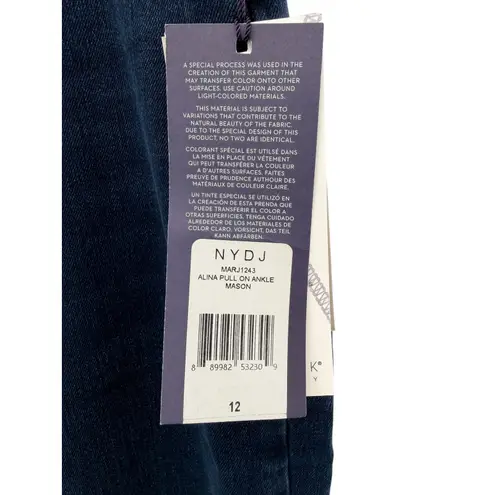 A SPECIAL PROCESS WAS USED IN THE
CREATION OF THIS GARMENT THAT
MAY TRANSFER COLOR ONTO OTHER
SURFACES. USE CAUTION AROUND
LIGHT-COLORED MATERIALS.
THIS MATERIAL IS SUBJECT TO
VARIATIONS THAT CONTRIBUTE TO THE
NATURAL BEAUTY OF THE FABRIC.
DUE TO THE SPECIAL DESIGN OF THIS
PRODUCT, NO TWO ARE IDENTICAL.
COLORANT SPÉCIAL EST UTILSÉ DANS
LA MISE EN PLACE DU VÊTEMENT
QUI PEUT TRANSFÉRER LA COULEUR
A D'AUTRES SURFACES, FAITES
PREUVE DE PRUDENCE AUTHOUR DES
MATÉRIAUX DE COULEUR CLAIRE.
UN TINTE ESPECIAL SE UTILIZÓ EN
LA CREACIÓN DE ESTA PRENDA QUE
PUEDE TRANSFERIR EL COLOR A
OTRAS SUPERFICIES, TENGA CUIDADO
ALREDEDOR DE LOS MATERIALES DE
COLOR CLARO. VORSICHT, DAS TEIL
KANN ABFÄRBEN.
NYDJ
MARJ1243
ALINA PULL ON ANKLE
MASON
8 89982 53230 9
12
K®
Y